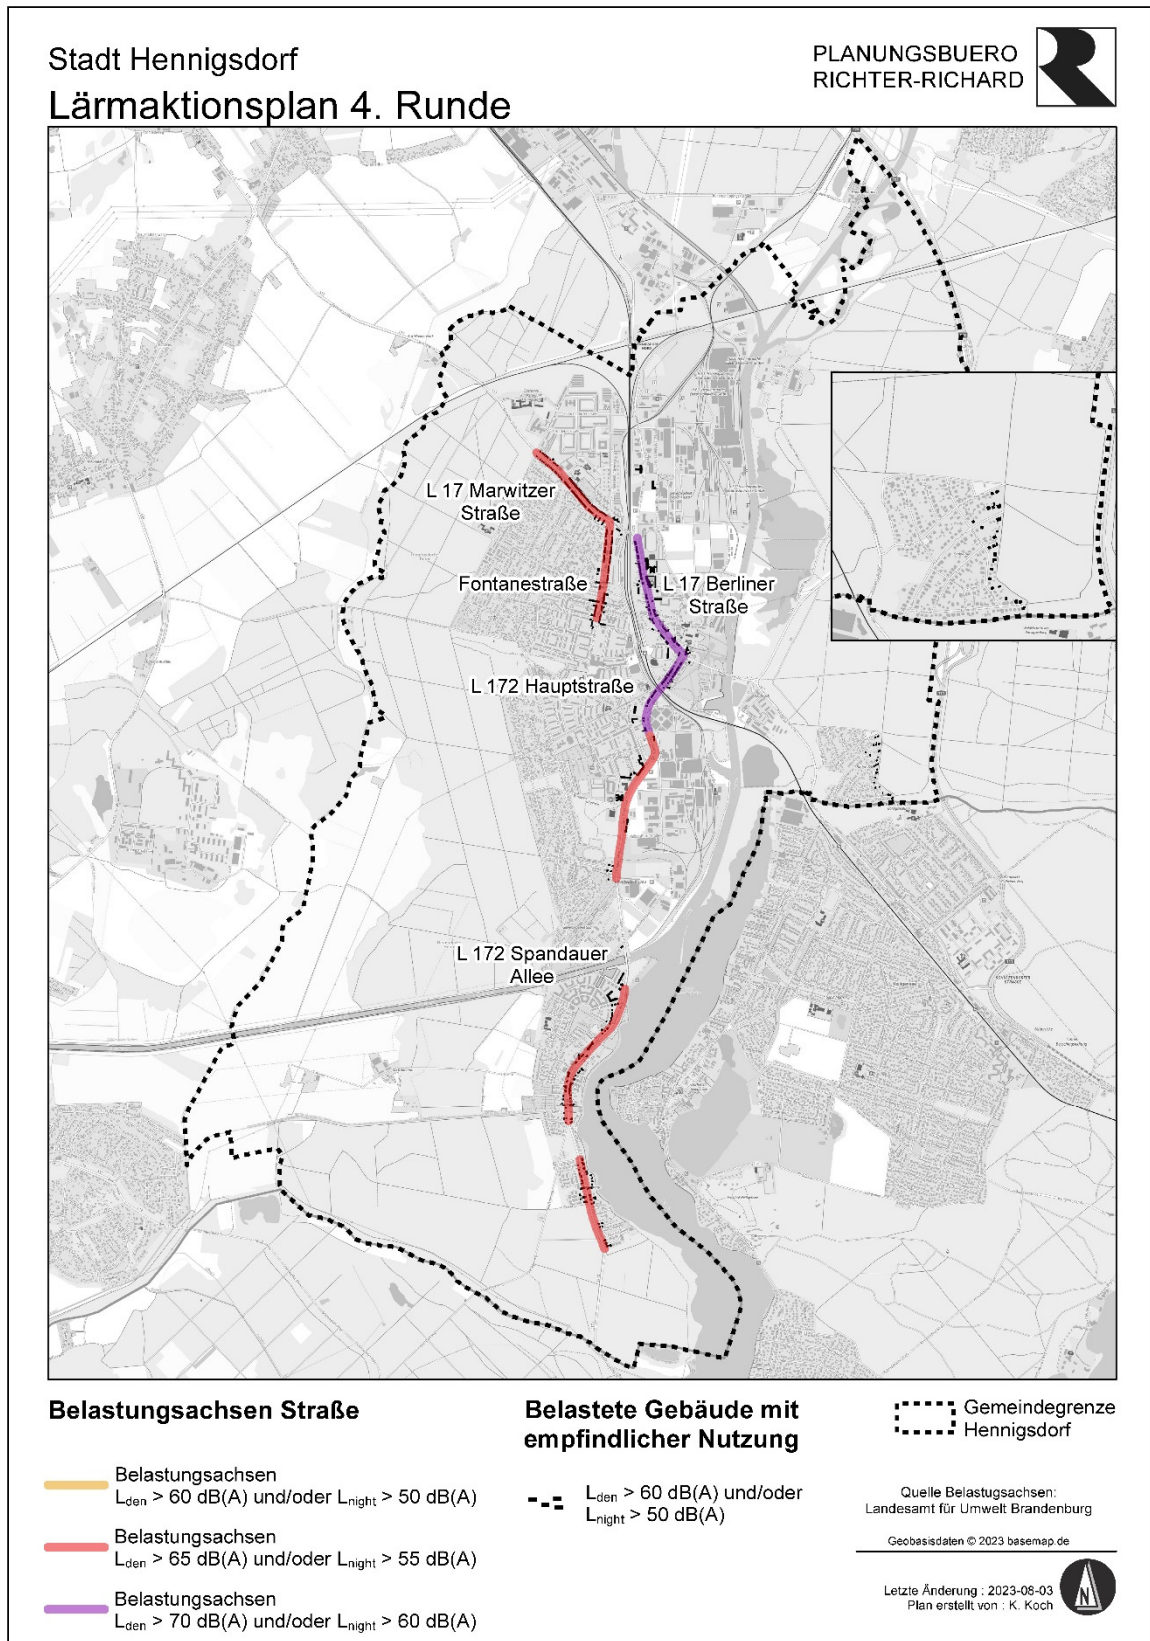 Stadt Hennigsdorf
Lärmaktionsplan 4. Runde
PLANUNGSBUERO
RICHTER-RICHARD
L 17 Marwitzer
Straße
Fontanestraße
L 17 Berliner
Straße
L 172 Hauptstraße
L 172 Spandauer
Allee
Belastungsachsen Straße
Belastungsachsen
Lden > 60 dB(A) und/oder Lnight > 50 dB(A)
Belastungsachsen
Lden > 65 dB(A) und/oder Lnight > 55 dB(A)
Belastungsachsen
Lden > 70 dB(A) und/oder Lnight > 60 dB(A)
Belastete Gebäude mit
empfindlicher Nutzung
Lden > 60 dB(A) und/oder
Lnight > 50 dB(A)
Gemeindegrenze
Hennigsdorf
Quelle Belastugsachsen:
Landesamt für Umwelt Brandenburg
Geobasisdaten © 2023 basemap.de
Letzte Änderung : 2023-08-03
Plan erstellt von : K. Koch
N